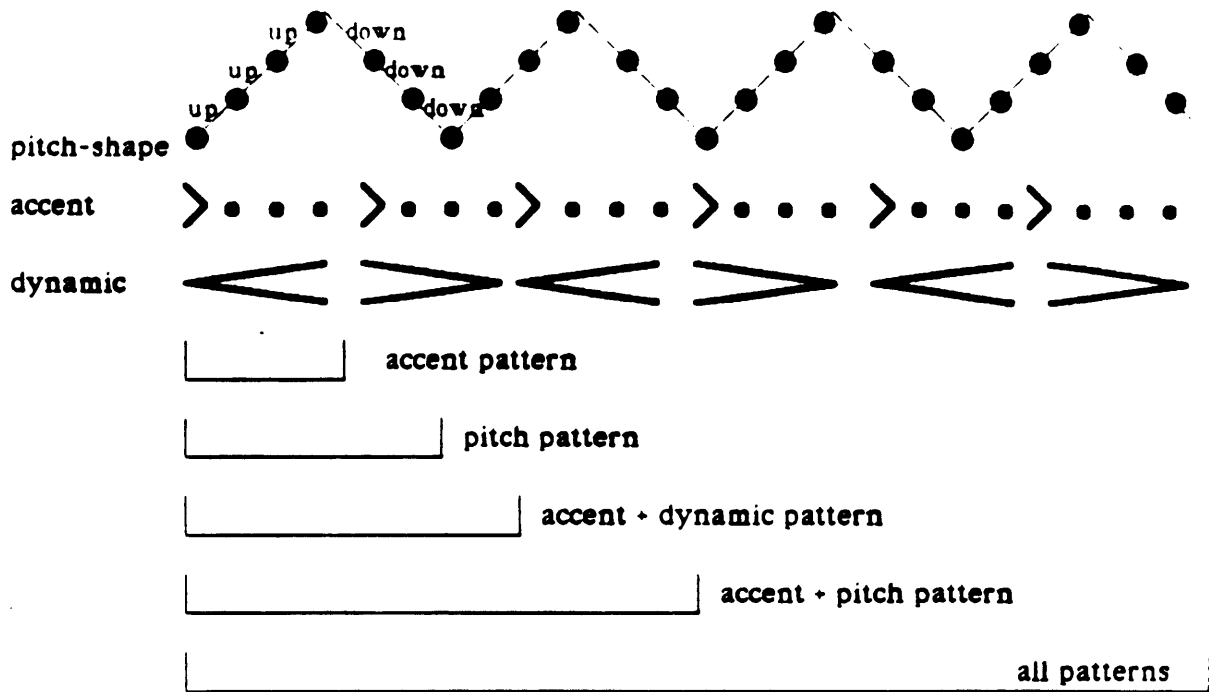 up down
up down
up down
pitch-shape
accent
dynamic
accent pattern
pitch pattern
accent + dynamic pattern
accent + pitch pattern
all patterns